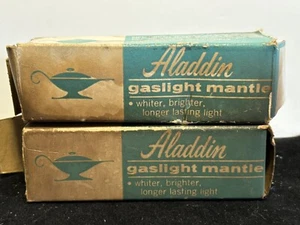 Aladdin
gaslight mantle
• whiter, brighter,
longer lasting light
Aladdin
gaslight mantle
• whiter, brighter,
longer lasting light